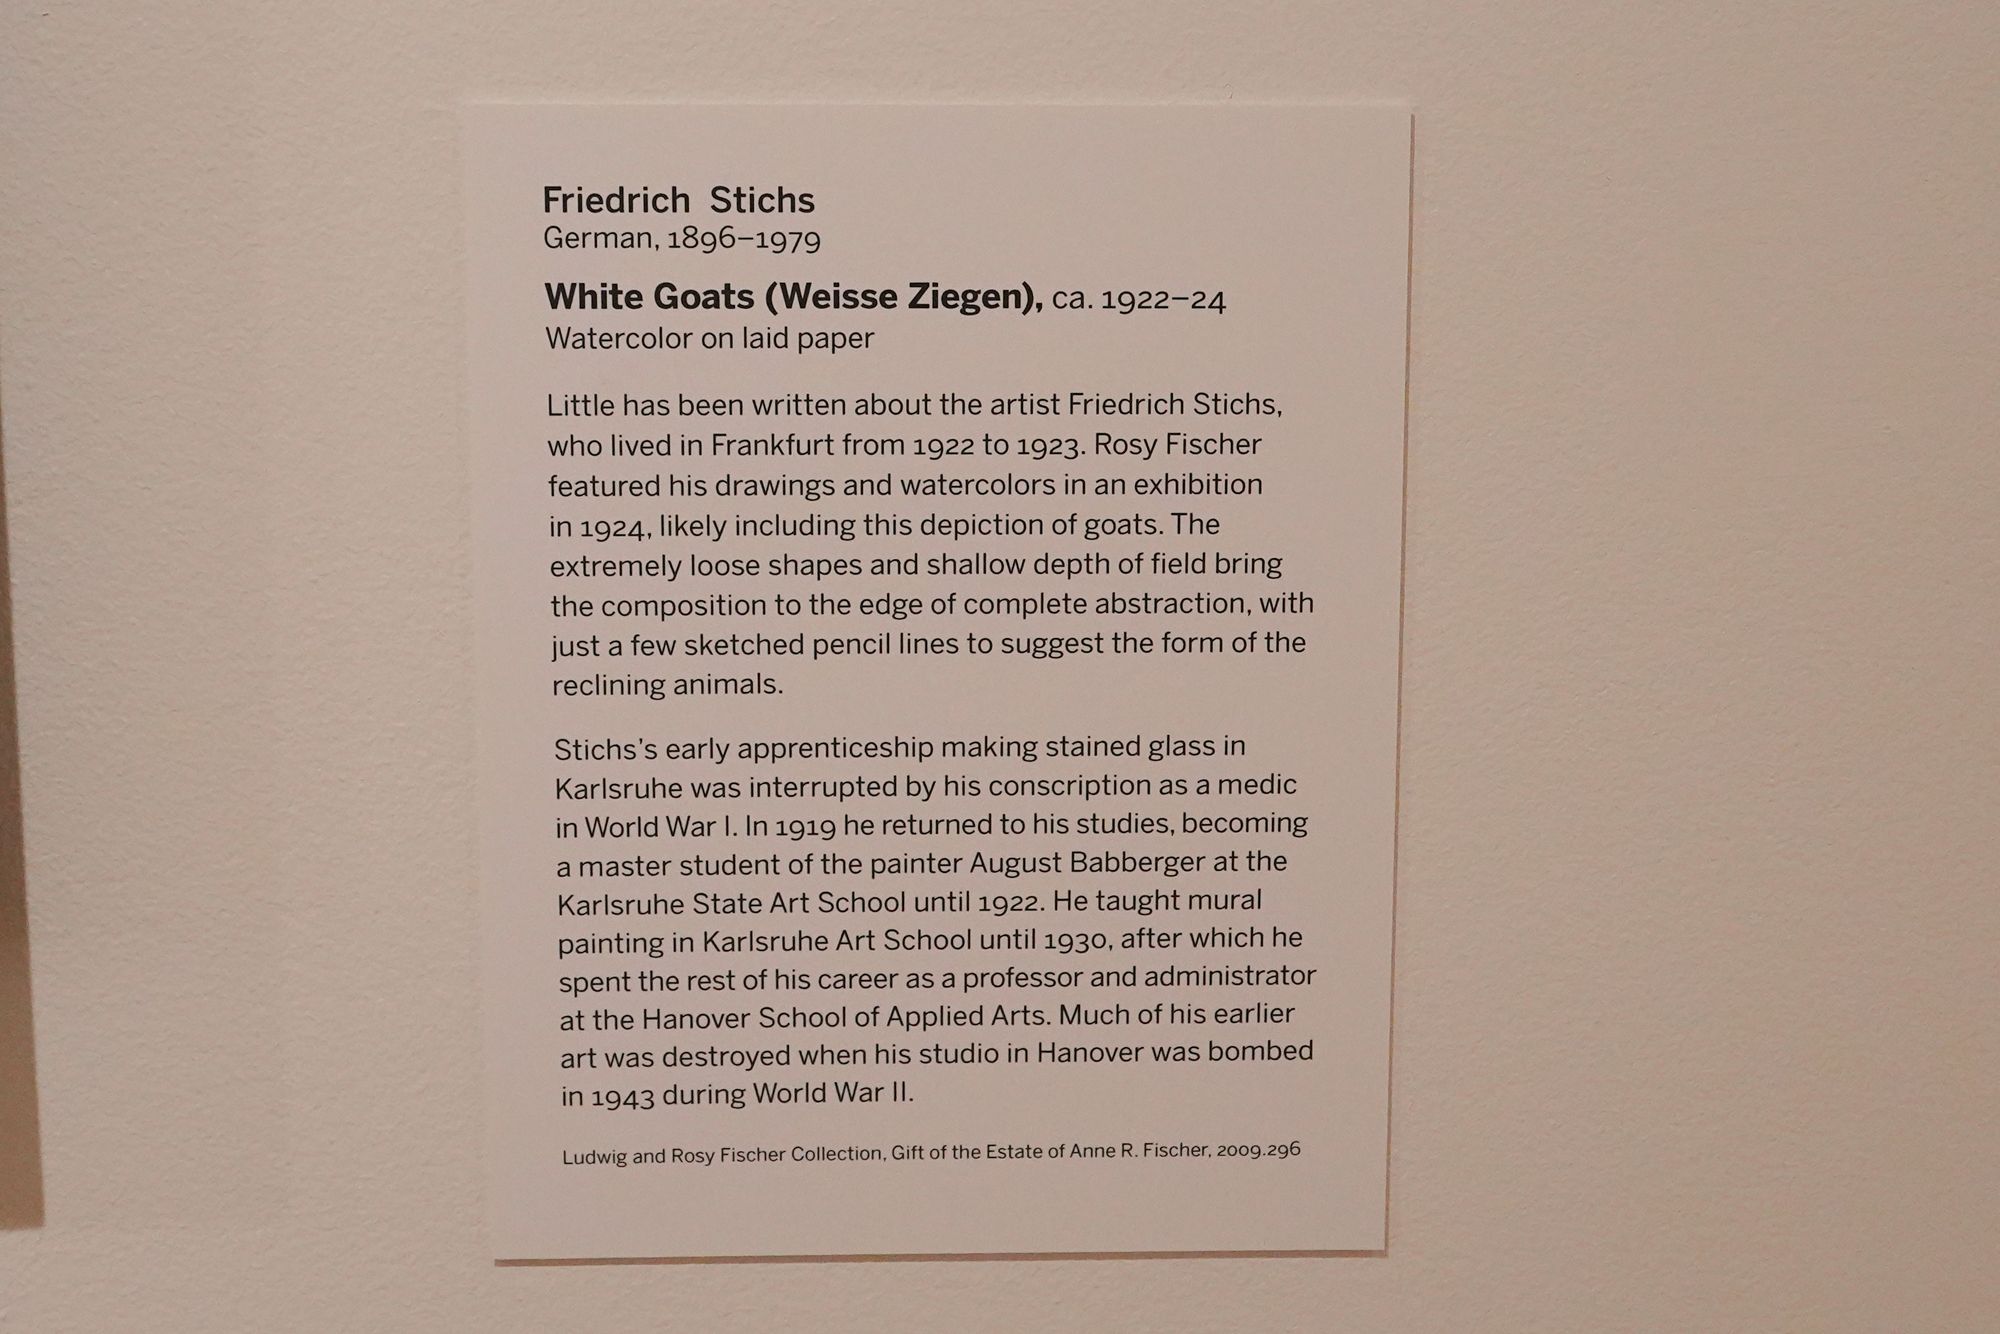 Friedrich Stichs
German, 1896–1979
White Goats (Weisse Ziegen), ca. 1922–24
Watercolor on laid paper
Little has been written about the artist Friedrich Stichs,
who lived in Frankfurt from 1922 to 1923. Rosy Fischer
featured his drawings and watercolors in an exhibition
in 1924, likely including this depiction of goats. The
extremely loose shapes and shallow depth of field bring
the composition to the edge of complete abstraction, with
just a few sketched pencil lines to suggest the form of the
reclining animals.
Stichs’s early apprenticeship making stained glass in
Karlsruhe was interrupted by his conscription as a medic
in World War I. In 1919 he returned to his studies, becoming
a master student of the painter August Babberger at the
Karlsruhe State Art School until 1922. He taught mural
painting in Karlsruhe Art School until 1930, after which he
spent the rest of his career as a professor and administrator
at the Hanover School of Applied Arts. Much of his earlier
art was destroyed when his studio in Hanover was bombed
in 1943 during World War II.
Ludwig and Rosy Fischer Collection, Gift of the Estate of Anne R. Fischer, 2009.296